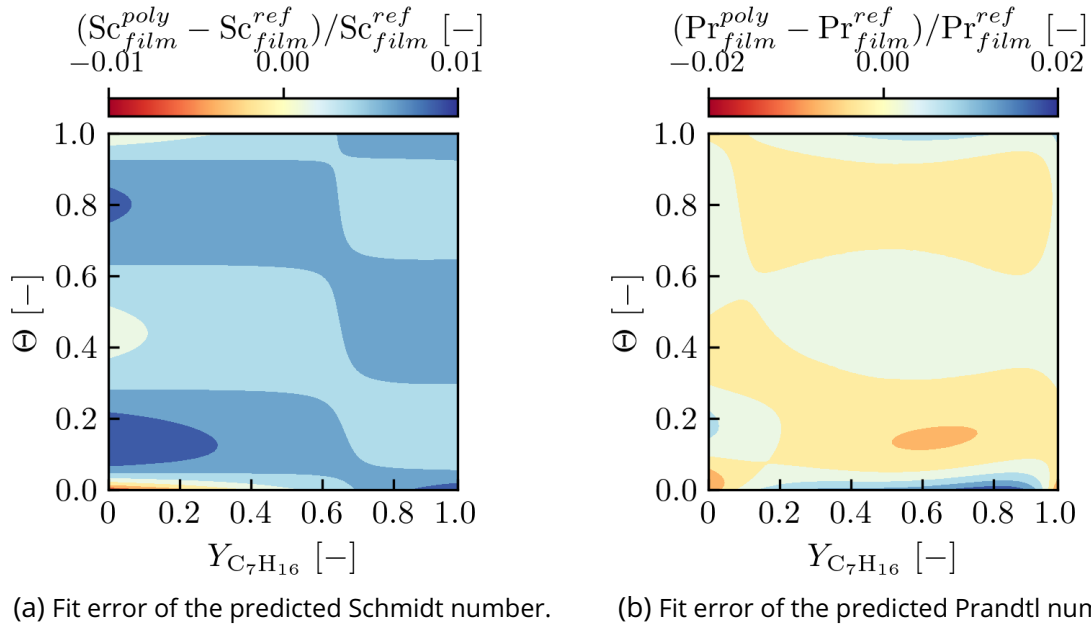 (Sc^{poly}_{film} − Sc^{ref}_{film})/Sc^{ref}_{film} [−]
−0.01 0.00 0.01
1.0
0.8
0.6
0.4
0.2
0.0
Θ [−]
0 0.2 0.4 0.6 0.8 1.0
Y_{C_7H_{16}} [−]
(a) Fit error of the predicted Schmidt number.
(Pr^{poly}_{film} − Pr^{ref}_{film})/Pr^{ref}_{film} [−]
−0.02 0.00 0.02
1.0
0.8
0.6
0.4
0.2
0.0
Θ [−]
0 0.2 0.4 0.6 0.8 1.0
Y_{C_7H_{16}} [−]
(b) Fit error of the predicted Prandtl num